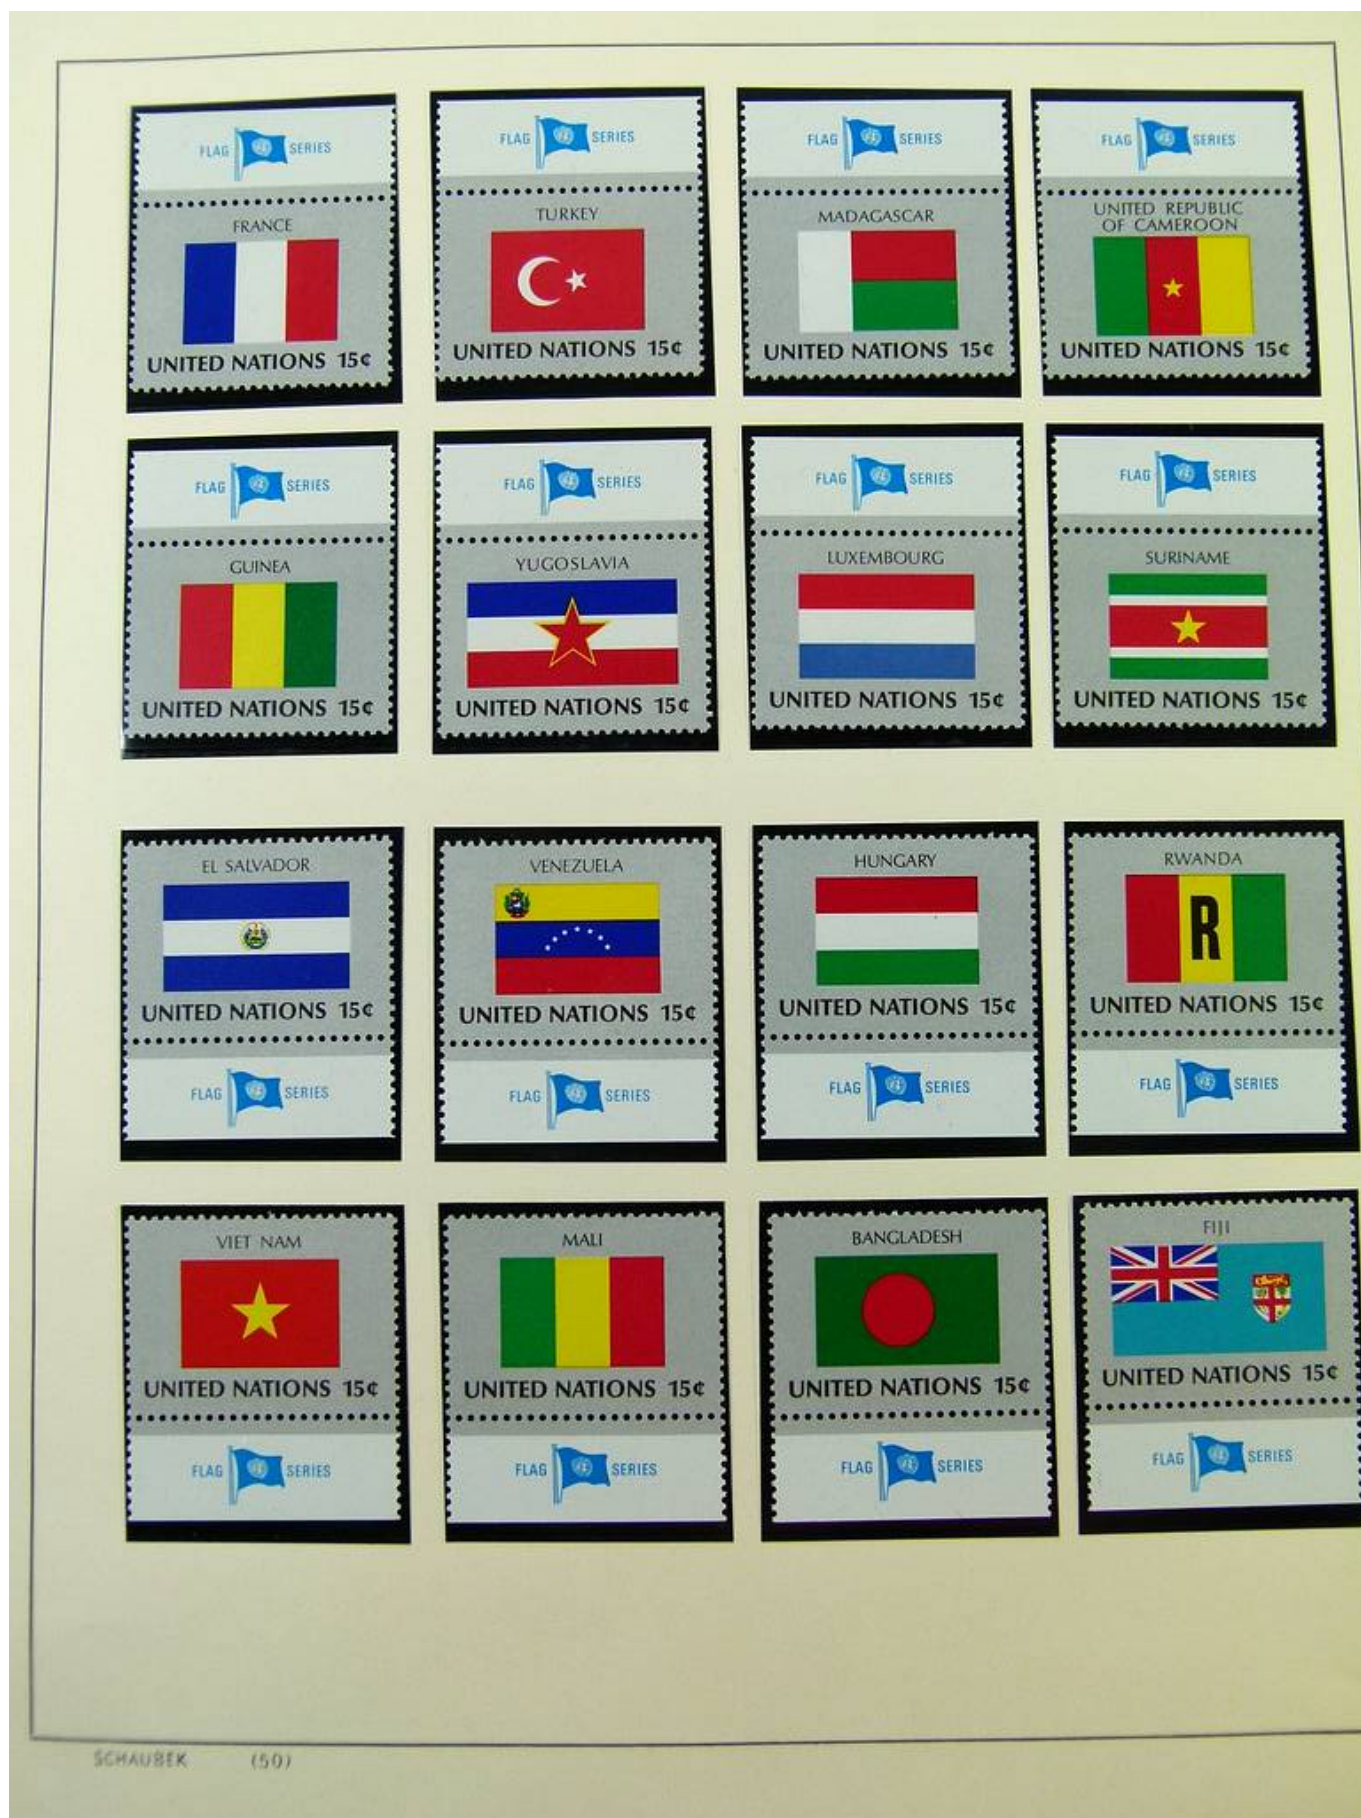 FLAG SERIES
FRANCE
UNITED NATIONS 15¢
FLAG SERIES
TURKEY
UNITED NATIONS 15¢
FLAG SERIES
MADAGASCAR
UNITED NATIONS 15¢
FLAG SERIES
UNITED REPUBLIC
OF CAMEROON
UNITED NATIONS 15¢
FLAG SERIES
GUINEA
UNITED NATIONS 15¢
FLAG SERIES
YUGOSLAVIA
UNITED NATIONS 15¢
FLAG SERIES
LUXEMBOURG
UNITED NATIONS 15¢
FLAG SERIES
SURINAME
UNITED NATIONS 15¢
EL SALVADOR
UNITED NATIONS 15¢
FLAG SERIES
VENEZUELA
UNITED NATIONS 15¢
FLAG SERIES
HUNGARY
UNITED NATIONS 15¢
FLAG SERIES
RWANDA
R
UNITED NATIONS 15¢
FLAG SERIES
VIET NAM
UNITED NATIONS 15¢
FLAG SERIES
MALI
UNITED NATIONS 15¢
FLAG SERIES
BANGLADESH
UNITED NATIONS 15¢
FLAG SERIES
FIJI
UNITED NATIONS 15¢
FLAG SERIES
SCHAUBEK (50)